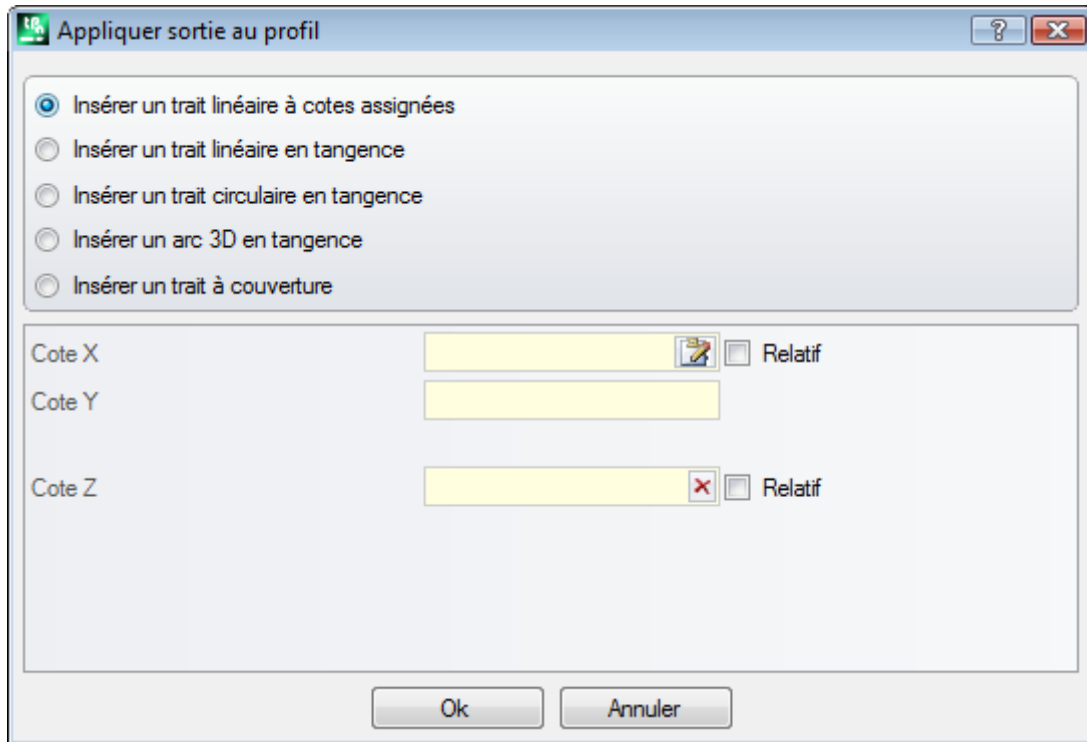 Appliquer sortie au profil
Insérer un trait linéaire à cotes assignées
Insérer un trait linéaire en tangence
Insérer un trait circulaire en tangence
Insérer un arc 3D en tangence
Insérer un trait à couverture
Cote X Relatif
Cote Y
Cote Z Relatif
Ok Annuler